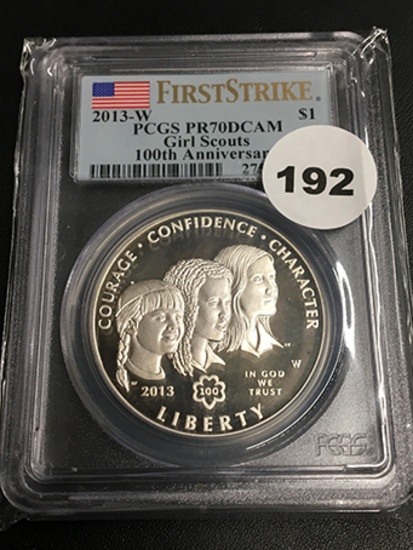 FIRSTSTRIKE
2013-W $1
PCGS PR70DCAM
Girl Scouts
100th Anniversar
192
COURAGE · CONFIDENCE · CHARACTER
W
2013
100
IN GOD
WE
TRUST
LIBERTY
PCGS